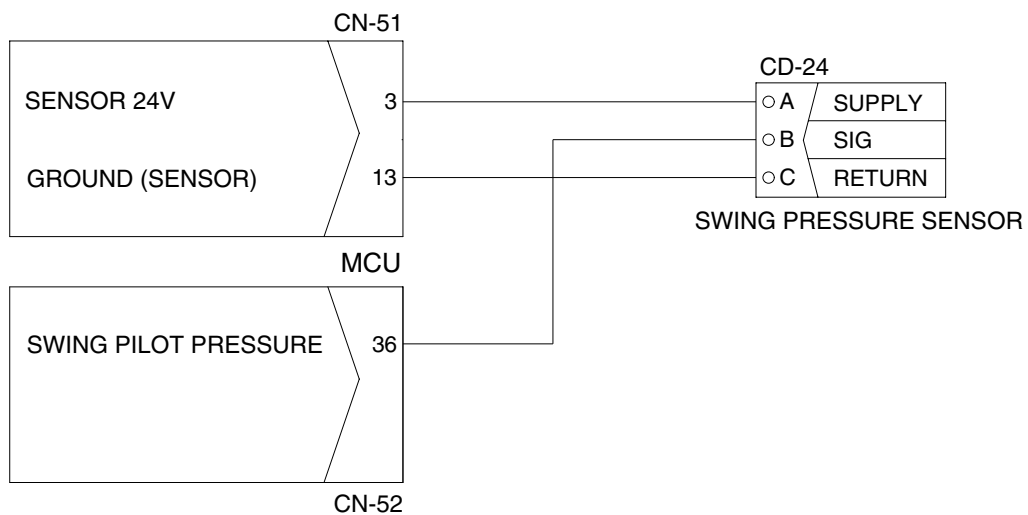 CN-51
SENSOR 24V
3
GROUND (SENSOR)
13
CD-24
A SUPPLY
B SIG
C RETURN
SWING PRESSURE SENSOR
MCU
SWING PILOT PRESSURE
36
CN-52